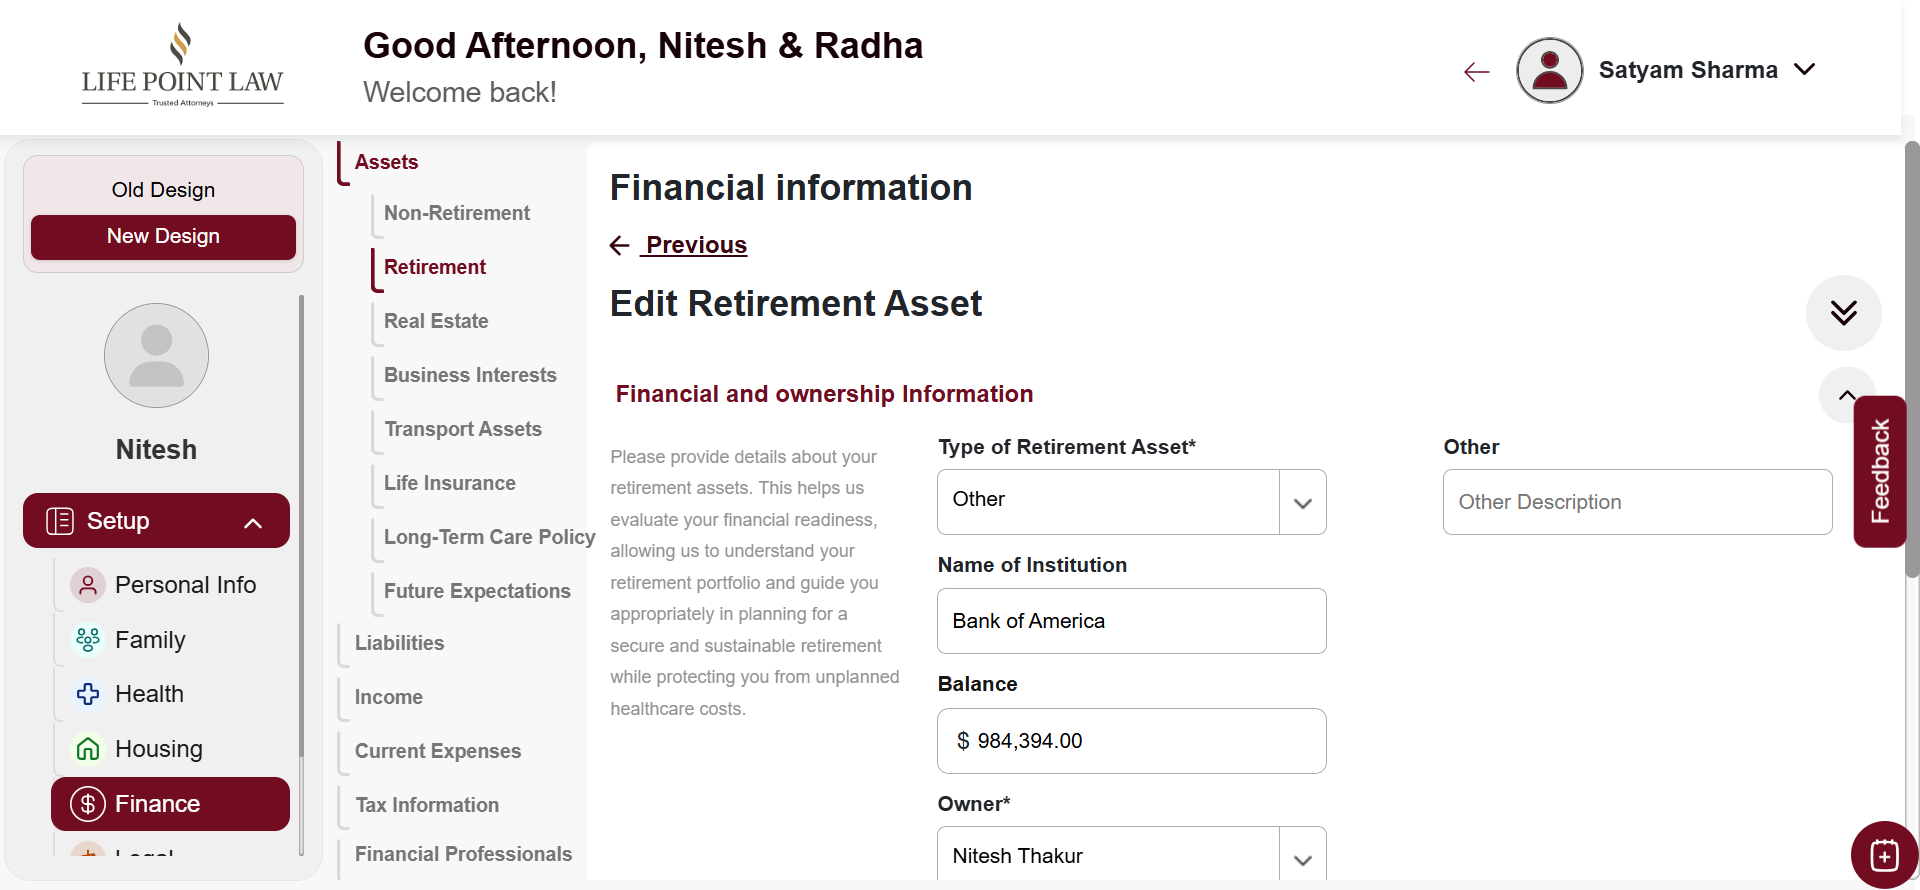 LIFE POINT LAW
Trusted Attorneys
Good Afternoon, Nitesh & Radha
Welcome back!
Satyam Sharma
Old Design
New Design
Nitesh
Setup
Personal Info
Family
Health
Housing
Finance
Legal
Assets
Non-Retirement
Retirement
Real Estate
Business Interests
Transport Assets
Life Insurance
Long-Term Care Policy
Future Expectations
Liabilities
Income
Current Expenses
Tax Information
Financial Professionals
Financial information
Previous
Edit Retirement Asset
Financial and ownership Information
Please provide details about your
retirement assets. This helps us
evaluate your financial readiness,
allowing us to understand your
retirement portfolio and guide you
appropriately in planning for a
secure and sustainable retirement
while protecting you from unplanned
healthcare costs.
Type of Retirement Asset*
Other
Name of Institution
Bank of America
Balance
$ 984,394.00
Owner*
Nitesh Thakur
Other
Other Description
Feedback